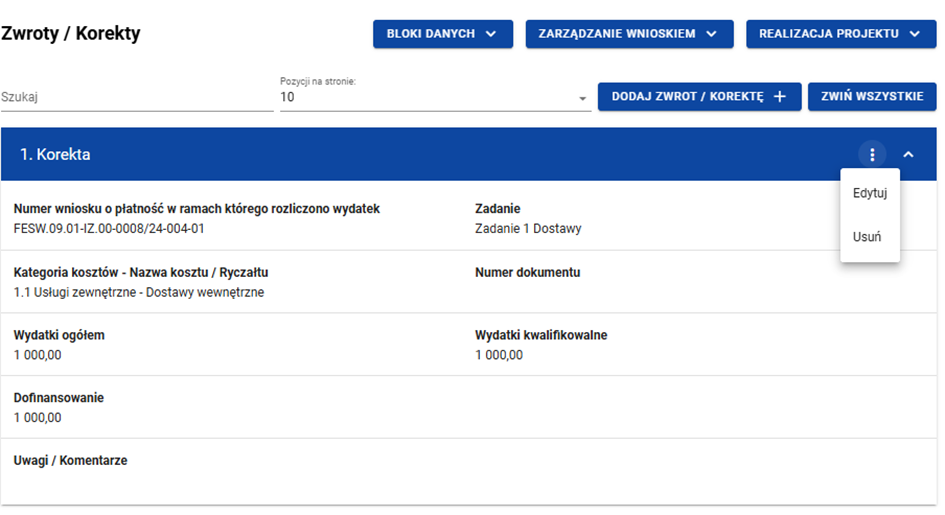 Zwroty / Korekty
BLOKI DANYCH
ZARZĄDZANIE WNIOSKIEM
REALIZACJA PROJEKTU
Szukaj
Pozycji na stronie:
10
DODAJ ZWROT / KOREKTĘ +
ZWIŃ WSZYSTKIE
1. Korekta
Edytuj
Usuń
Numer wniosku o płatność w ramach którego rozliczono wydatek
FESW.09.01-IZ.00-0008/24-004-01
Zadanie
Zadanie 1 Dostawy
Kategoria kosztów - Nazwa kosztu / Ryczałtu
1.1 Usługi zewnętrzne - Dostawy wewnętrzne
Numer dokumentu
Wydatki ogółem
1 000,00
Wydatki kwalifikowalne
1 000,00
Dofinansowanie
1 000,00
Uwagi / Komentarze